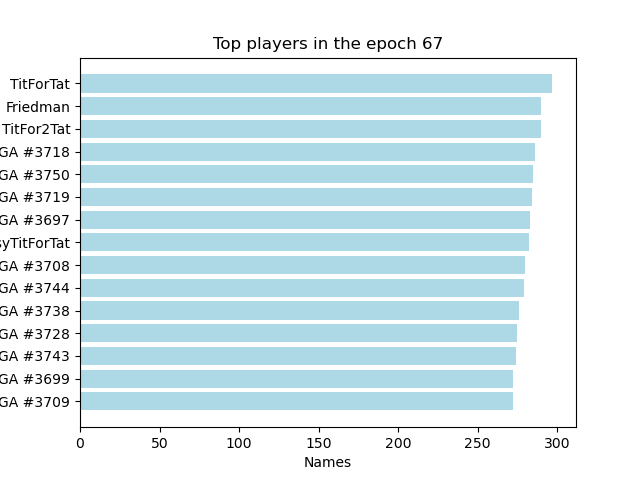 Top players in the epoch 67
TitForTat
Friedman
TitFor2Tat
GA #3718
GA #3750
GA #3719
GA #3697
syTitForTat
GA #3708
GA #3744
GA #3738
GA #3728
GA #3743
GA #3699
GA #3709
0 50 100 150 200 250 300
Names